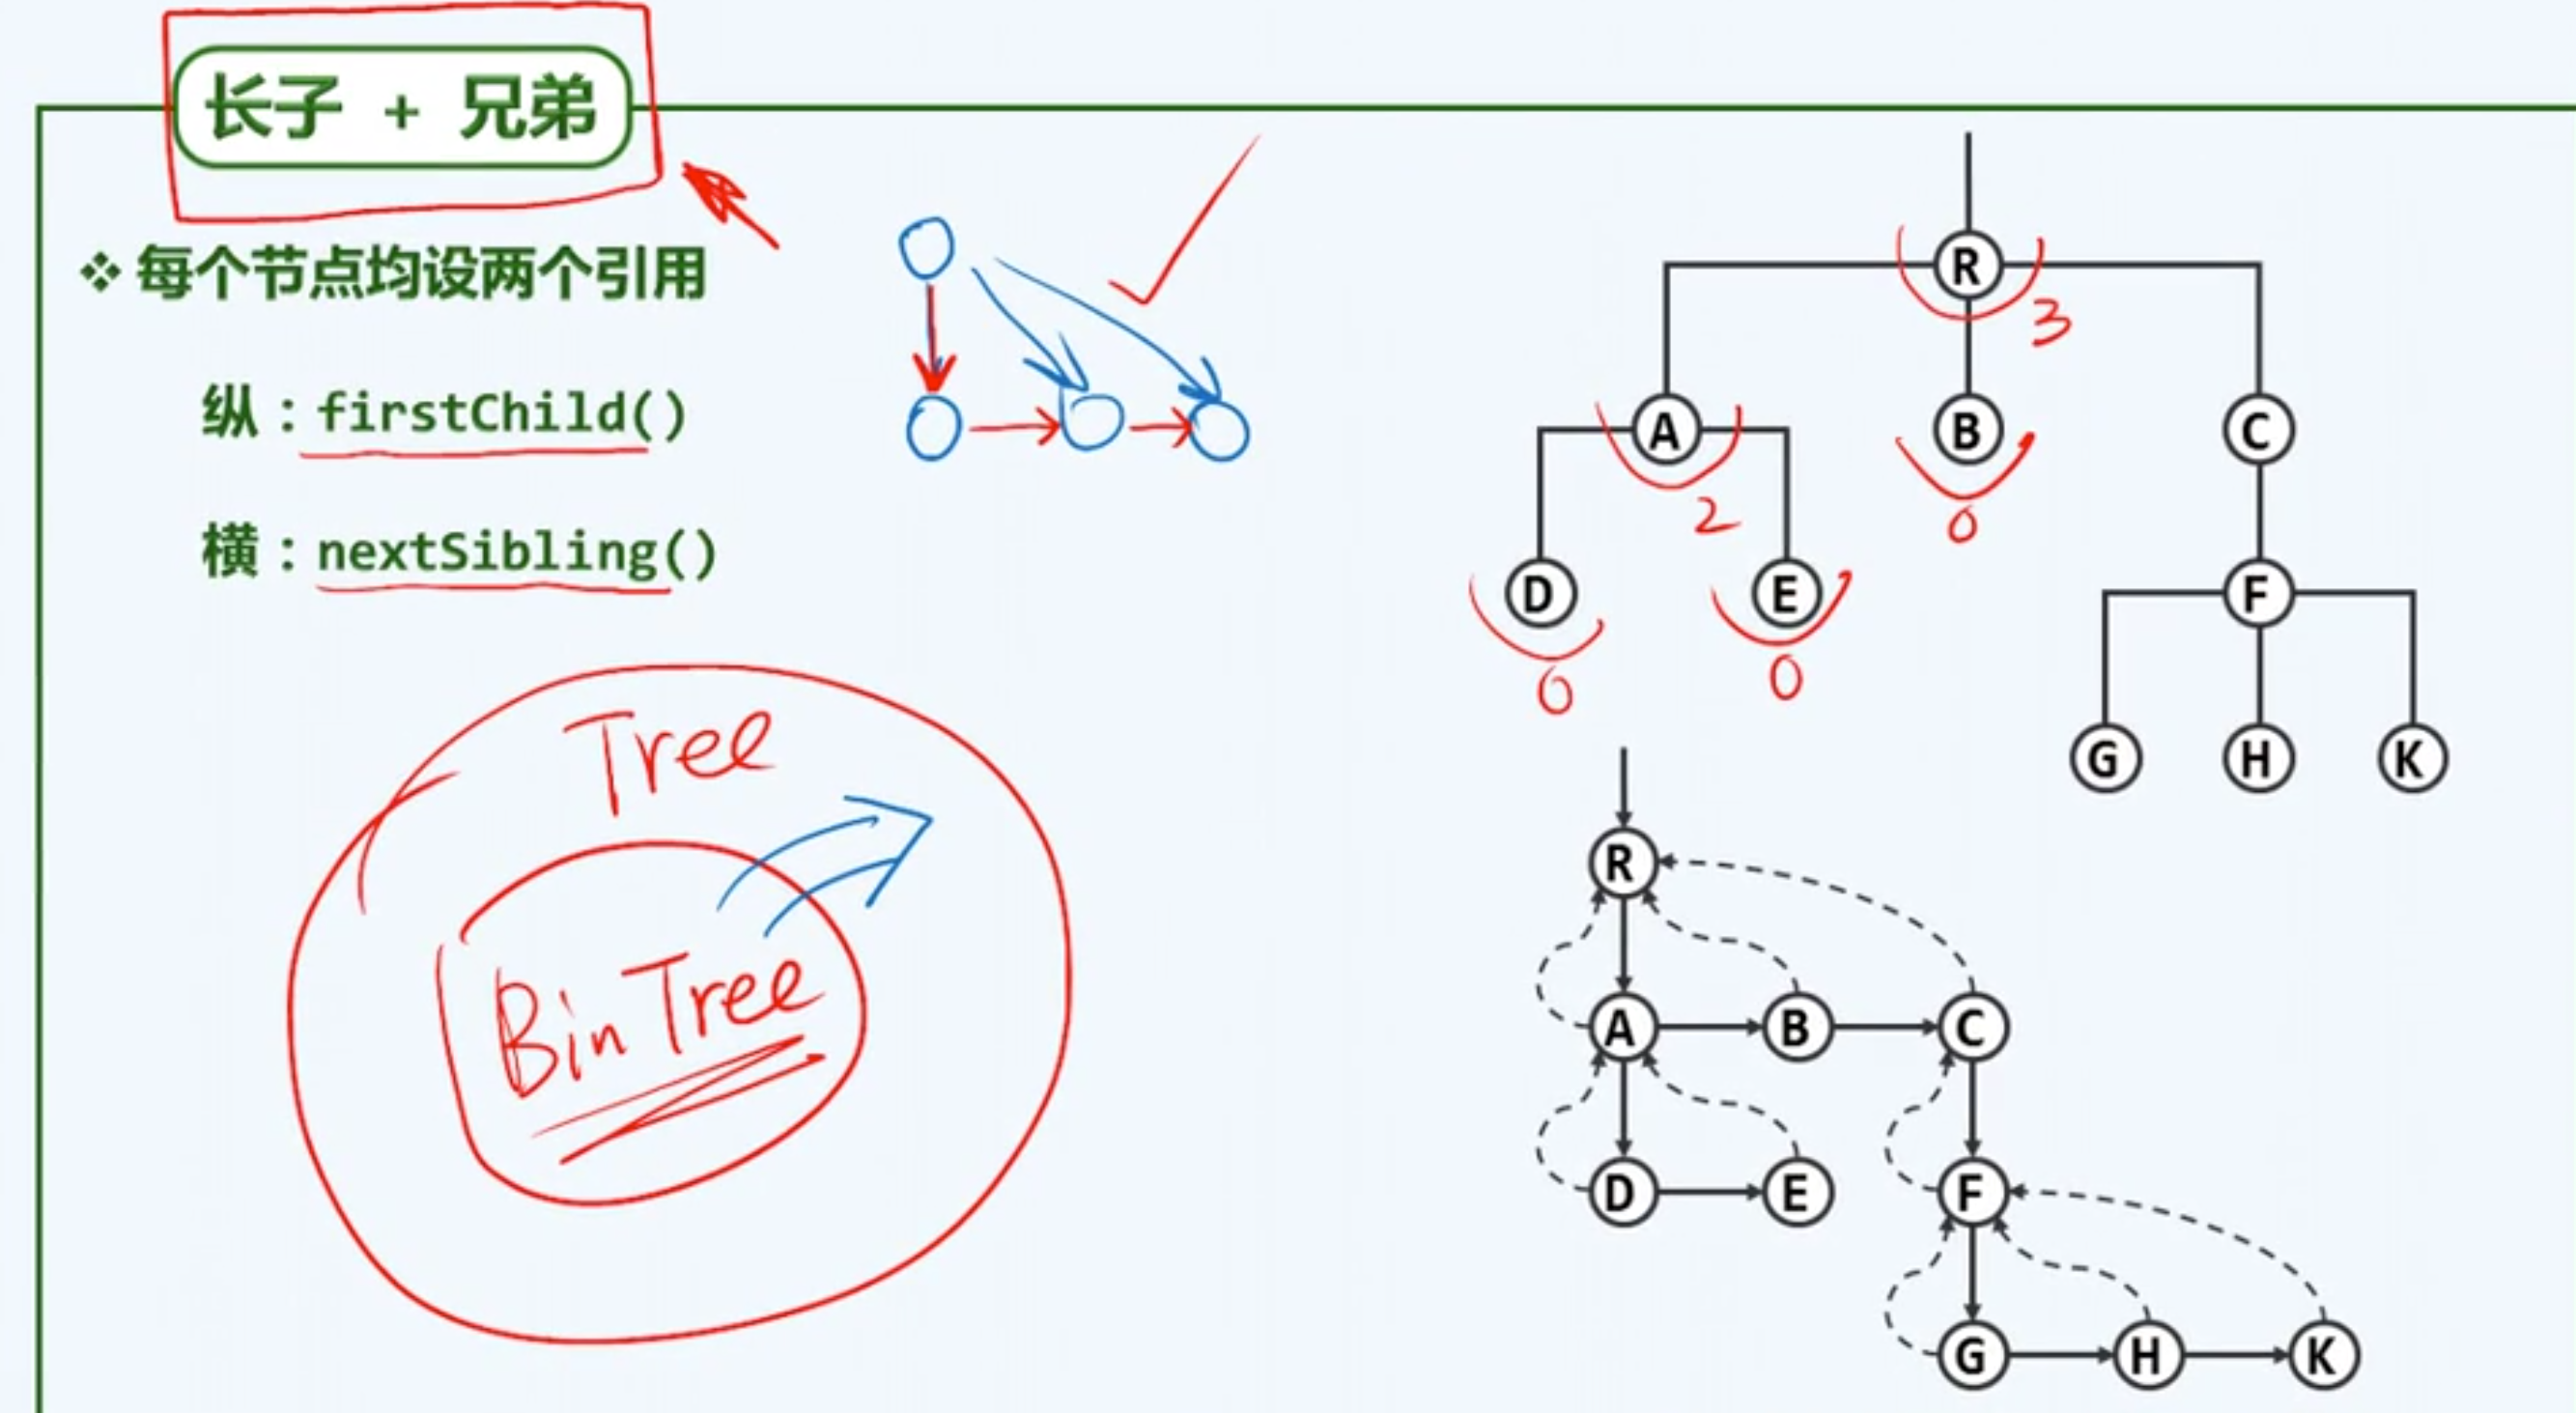 长子 + 兄弟
❖ 每个节点均设两个引用
纵：firstChild()
横：nextSibling()
Tree
BinTree
R
3
A B C
2 0
D E F
0 0
G H K
R
A B C
D E F
G H K